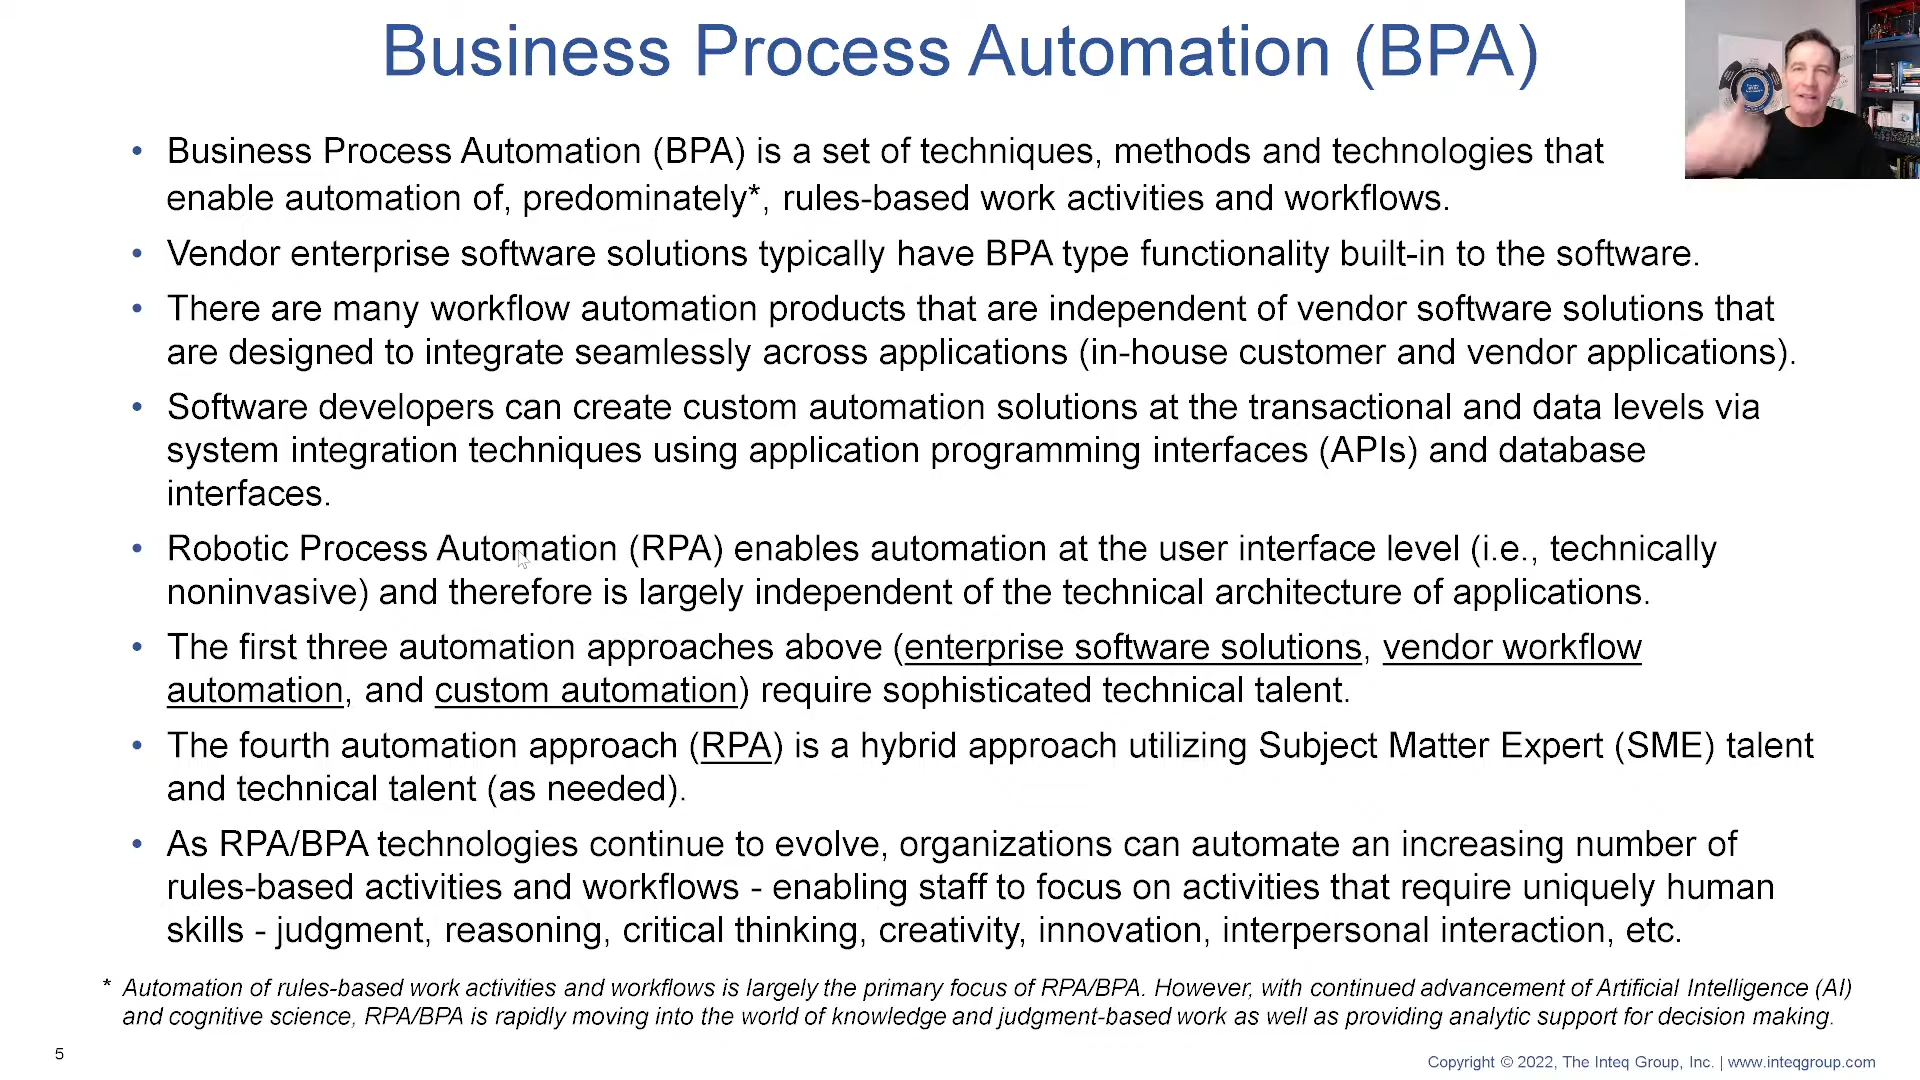 Business Process Automation (BPA)
• Business Process Automation (BPA) is a set of techniques, methods and technologies that
enable automation of, predominately*, rules-based work activities and workflows.
• Vendor enterprise software solutions typically have BPA type functionality built-in to the software.
• There are many workflow automation products that are independent of vendor software solutions that
are designed to integrate seamlessly across applications (in-house customer and vendor applications).
• Software developers can create custom automation solutions at the transactional and data levels via
system integration techniques using application programming interfaces (APIs) and database
interfaces.
• Robotic Process Automation (RPA) enables automation at the user interface level (i.e., technically
noninvasive) and therefore is largely independent of the technical architecture of applications.
• The first three automation approaches above (enterprise software solutions, vendor workflow
automation, and custom automation) require sophisticated technical talent.
• The fourth automation approach (RPA) is a hybrid approach utilizing Subject Matter Expert (SME) talent
and technical talent (as needed).
• As RPA/BPA technologies continue to evolve, organizations can automate an increasing number of
rules-based activities and workflows - enabling staff to focus on activities that require uniquely human
skills - judgment, reasoning, critical thinking, creativity, innovation, interpersonal interaction, etc.
* Automation of rules-based work activities and workflows is largely the primary focus of RPA/BPA. However, with continued advancement of Artificial Intelligence (AI)
and cognitive science, RPA/BPA is rapidly moving into the world of knowledge and judgment-based work as well as providing analytic support for decision making.
5
Copyright © 2022, The Inteq Group, Inc. | www.inteqgroup.com